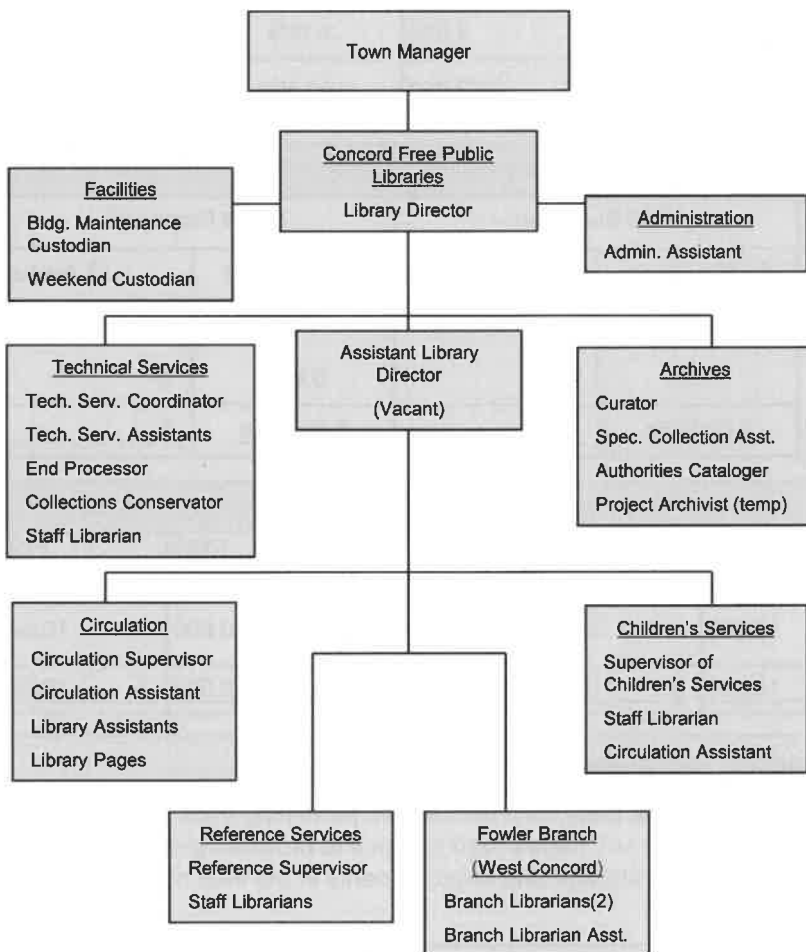 Town Manager
Concord Free Public
Libraries
Library Director
Facilities
Bldg. Maintenance
Custodian
Weekend Custodian
Administration
Admin. Assistant
Technical Services
Tech. Serv. Coordinator
Tech. Serv. Assistants
End Processor
Collections Conservator
Staff Librarian
Assistant Library
Director
(Vacant)
Archives
Curator
Spec. Collection Asst.
Authorities Cataloger
Project Archivist (temp)
Circulation
Circulation Supervisor
Circulation Assistant
Library Assistants
Library Pages
Children's Services
Supervisor of
Children's Services
Staff Librarian
Circulation Assistant
Reference Services
Reference Supervisor
Staff Librarians
Fowler Branch
(West Concord)
Branch Librarians(2)
Branch Librarian Asst.